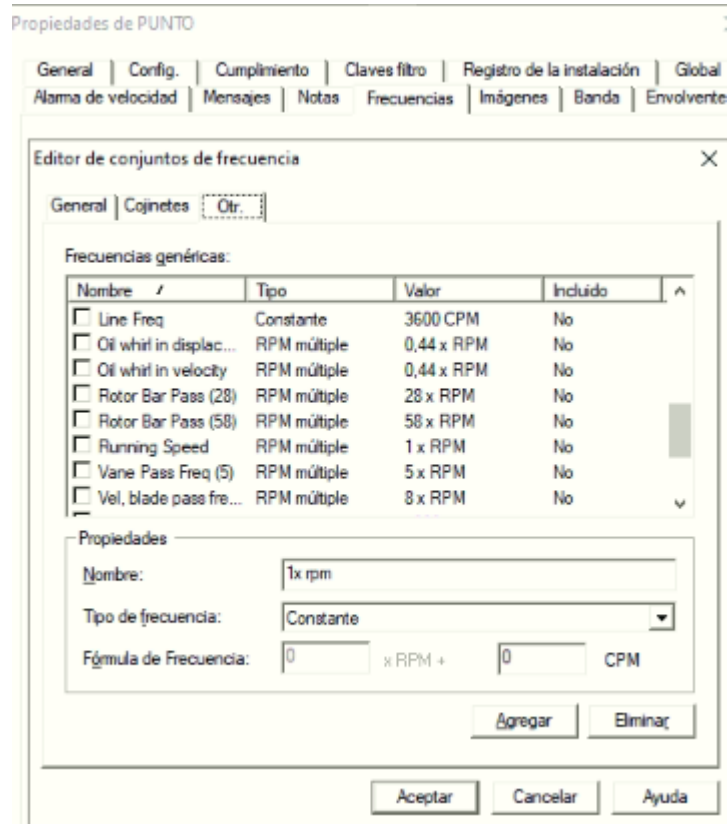 Propiedades de PUNTO
General Config. Cumplimiento Claves filtro Registro de la instalación Global
Alarma de velocidad Mensajes Notas Frecuencias Imágenes Banda Envolvente
Editor de conjuntos de frecuencia
General Cojinetes Otr.
Frecuencias genéricas:
Nombre Tipo Valor Incluido
Line Freq Constante 3600 CPM No
Oil whirl in displac... RPM múltiple 0,44 x RPM No
Oil whirl in velocity RPM múltiple 0,44 x RPM No
Rotor Bar Pass (28) RPM múltiple 28 x RPM No
Rotor Bar Pass (58) RPM múltiple 58 x RPM No
Running Speed RPM múltiple 1 x RPM No
Vane Pass Freq (5) RPM múltiple 5 x RPM No
Vel, blade pass fre... RPM múltiple 8 x RPM No
Propiedades
Nombre: 1x rpm
Tipo de frecuencia: Constante
Fórmula de Frecuencia: 0 x RPM + 0 CPM
Agregar Eliminar
Aceptar Cancelar Ayuda